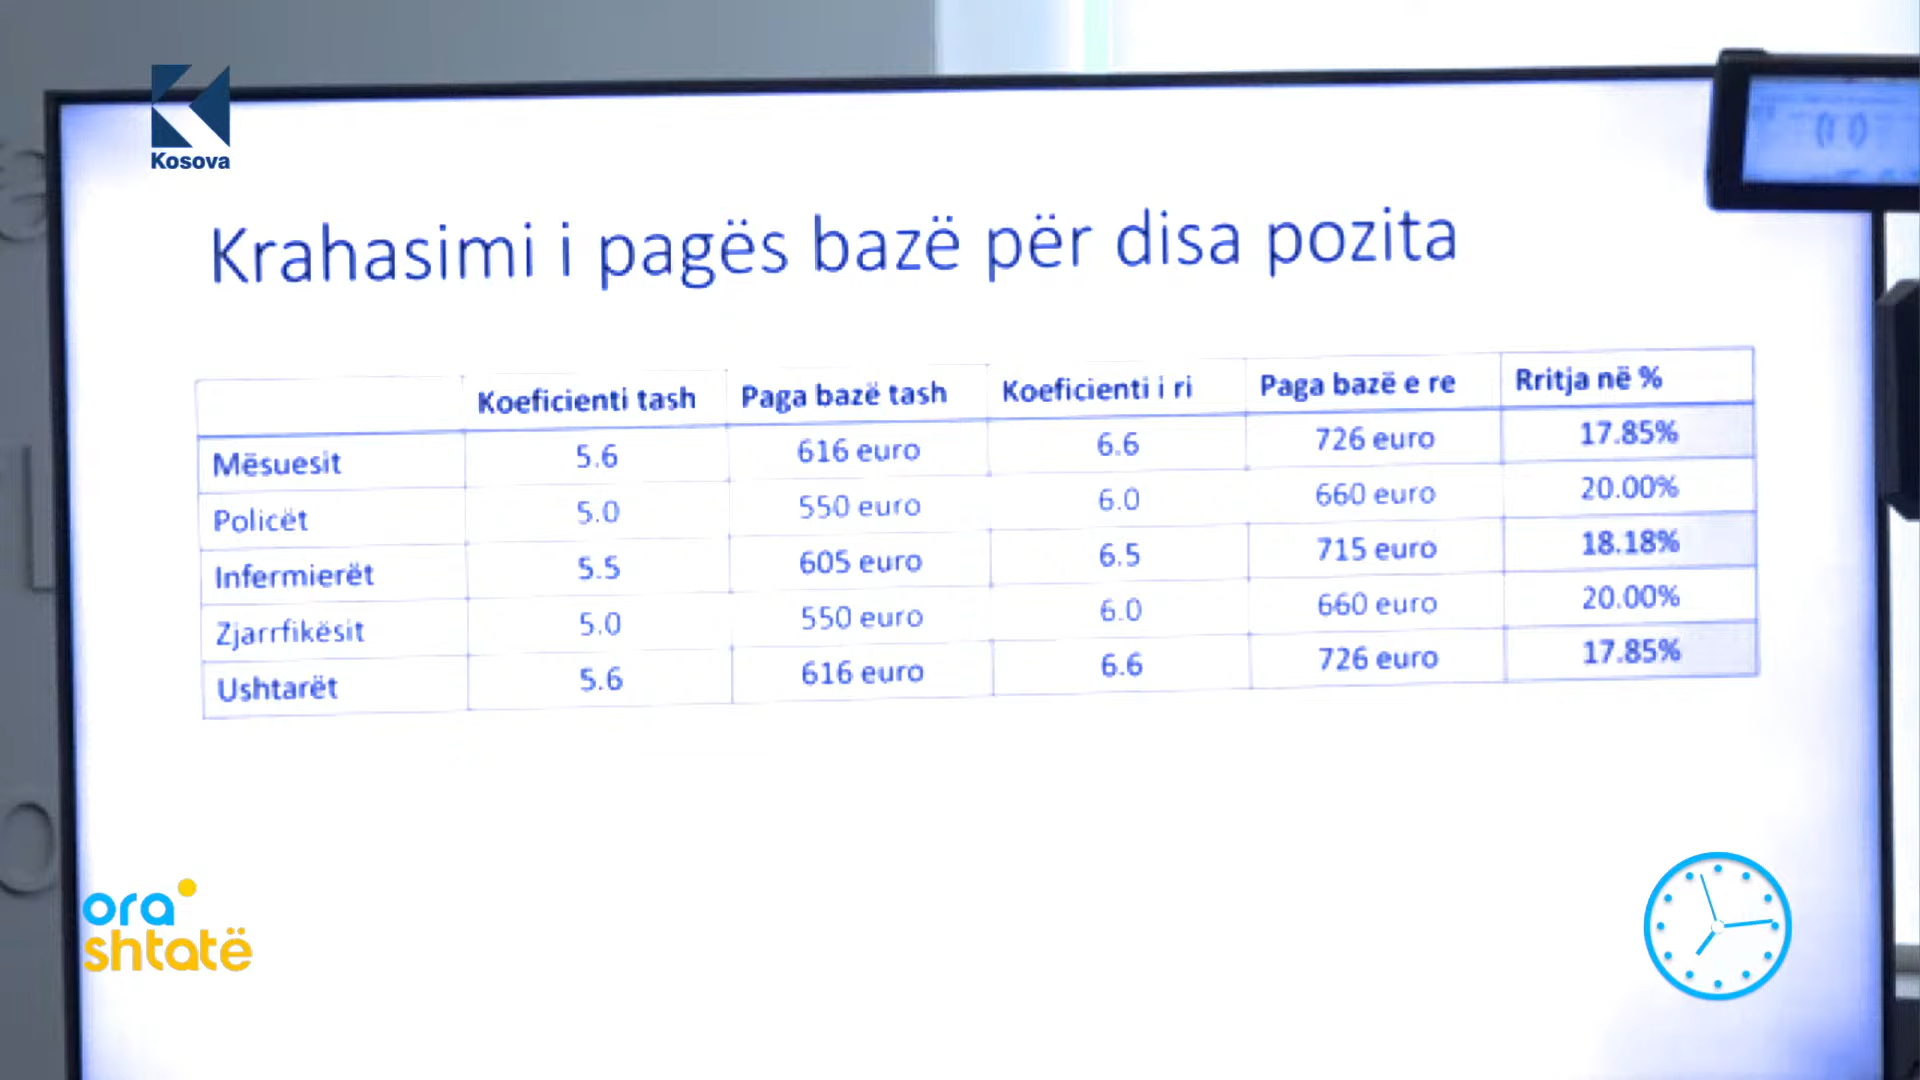 Kosova
Krahasimi i pagës bazë për disa pozita
Koeficienti tash Paga bazë tash Koeficienti i ri Paga bazë e re Rritja në %
Mësuesit 5.6 616 euro 6.6 726 euro 17.85%
Policët 5.0 550 euro 6.0 660 euro 20.00%
Infermierët 5.5 605 euro 6.5 715 euro 18.18%
Zjarrfikësit 5.0 550 euro 6.0 660 euro 20.00%
Ushtarët 5.6 616 euro 6.6 726 euro 17.85%
ora
shtatë